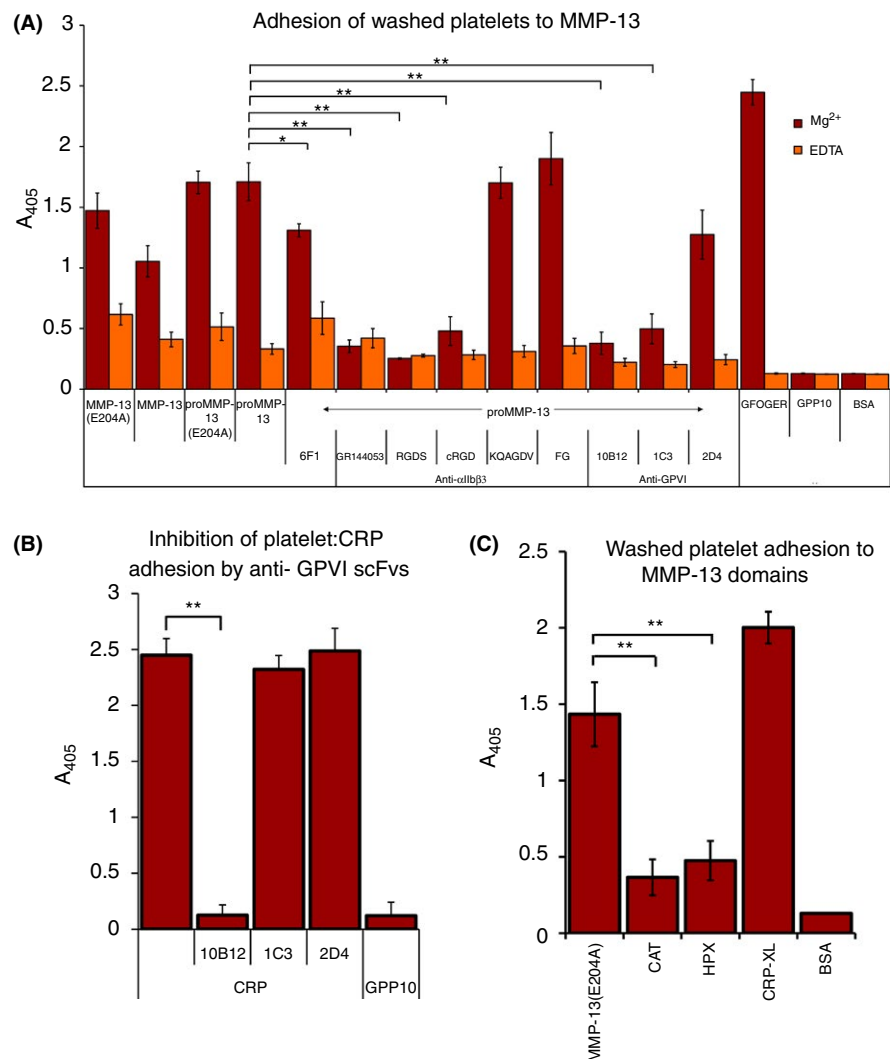 (A)
Adhesion of washed platelets to MMP-13
3
2.5
2
1.5
1
0.5
0
A405
**
**
**
**
**
*
Mg2+
EDTA
MMP-13
(E204A)
MMP-13
proMMP-
13
(E204A)
proMMP-
13
proMMP-13
6F1
GR144053
RGDS
cRGD
KQAGDV
FG
10B12
1C3
2D4
GFOGER
GPP10
BSA
Anti-αIIbβ3
Anti-GPVI
..
(B)
Inhibition of platelet:CRP
adhesion by anti- GPVI scFvs
3
2.5
2
1.5
1
0.5
0
A405
**
10B12
1C3
2D4
CRP
GPP10
(C)
Washed platelet adhesion to
MMP-13 domains
2.5
2
1.5
1
0.5
0
A405
**
**
MMP-13(E204A)
CAT
HPX
CRP-XL
BSA